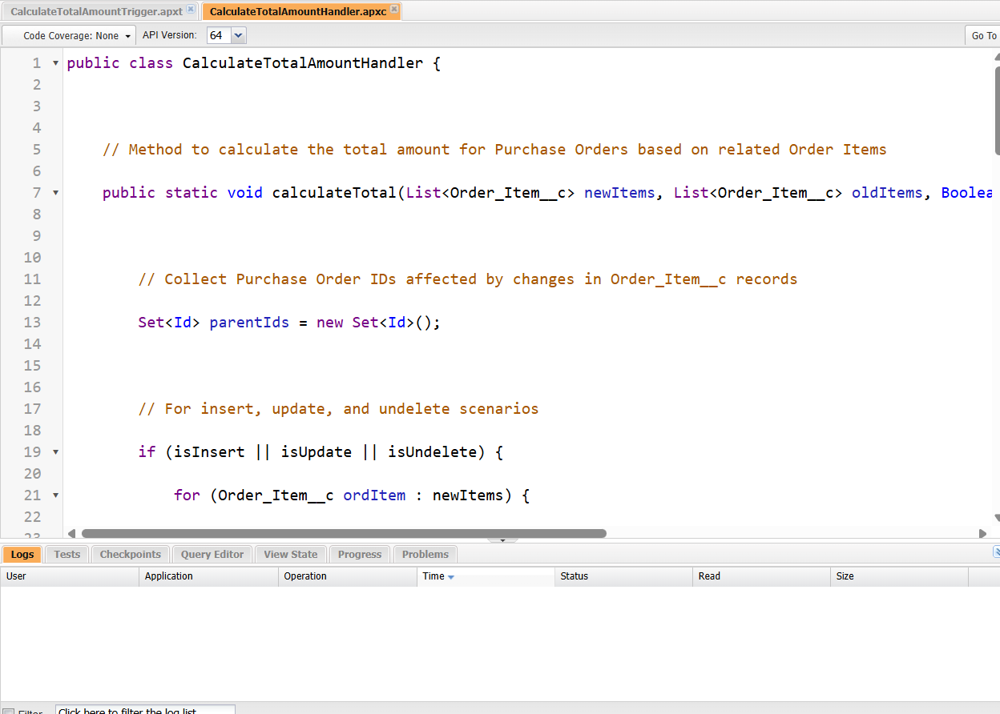 CalculateTotalAmountTrigger.apxt CalculateTotalAmountHandler.apxc
Code Coverage: None API Version: 64 Go To
1 public class CalculateTotalAmountHandler {
2
3
4
5 // Method to calculate the total amount for Purchase Orders based on related Order Items
6
7 public static void calculateTotal(List<Order_Item__c> newItems, List<Order_Item__c> oldItems, Boolea
8
9
10
11 // Collect Purchase Order IDs affected by changes in Order_Item__c records
12
13 Set<Id> parentIds = new Set<Id>();
14
15
16
17 // For insert, update, and undelete scenarios
18
19 if (isInsert || isUpdate || isUndelete) {
20
21 for (Order_Item__c ordItem : newItems) {
22
23
Logs Tests Checkpoints Query Editor View State Progress Problems
User Application Operation Time Status Read Size
Filter Click here to filter the log list